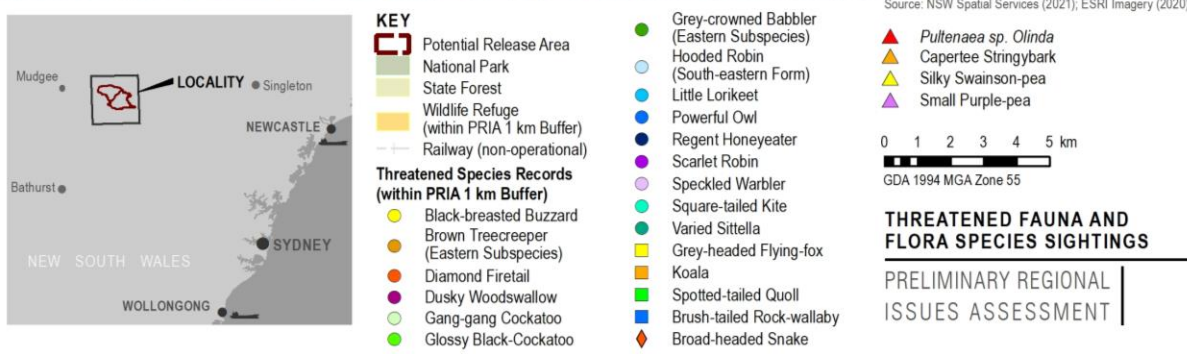 Mudgee
LOCALITY
Singleton
NEWCASTLE
Bathurst
SYDNEY
NEW SOUTH WALES
WOLLONGONG
KEY
Potential Release Area
National Park
State Forest
Wildlife Refuge
(within PRIA 1 km Buffer)
Railway (non-operational)
Threatened Species Records
(within PRIA 1 km Buffer)
Black-breasted Buzzard
Brown Treecreeper
(Eastern Subspecies)
Diamond Firetail
Dusky Woodswallow
Gang-gang Cockatoo
Glossy Black-Cockatoo
Grey-crowned Babbler
(Eastern Subspecies)
Hooded Robin
(South-eastern Form)
Little Lorikeet
Powerful Owl
Regent Honeyeater
Scarlet Robin
Speckled Warbler
Square-tailed Kite
Varied Sittella
Grey-headed Flying-fox
Koala
Spotted-tailed Quoll
Brush-tailed Rock-wallaby
Broad-headed Snake
Source: NSW Spatial Services (2021); ESRI Imagery (2020)
Pultenaea sp. Olinda
Capertee Stringybark
Silky Swainson-pea
Small Purple-pea
0 1 2 3 4 5 km
GDA 1994 MGA Zone 55
THREATENED FAUNA AND
FLORA SPECIES SIGHTINGS
PRELIMINARY REGIONAL
ISSUES ASSESSMENT